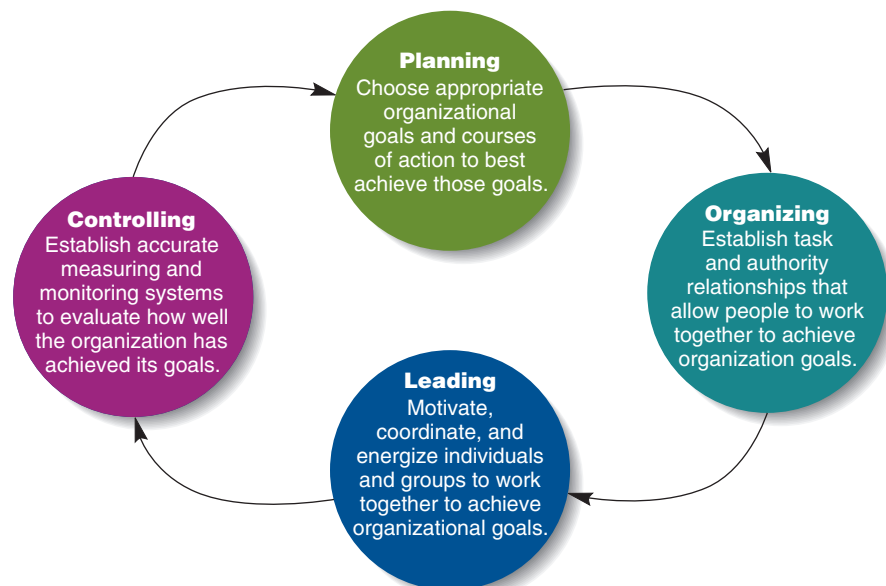 Planning
Choose appropriate
organizational
goals and courses
of action to best
achieve those goals.
Organizing
Establish task
and authority
relationships that
allow people to work
together to achieve
organization goals.
Leading
Motivate,
coordinate, and
energize individuals
and groups to work
together to achieve
organizational goals.
Controlling
Establish accurate
measuring and
monitoring systems
to evaluate how well
the organization has
achieved its goals.